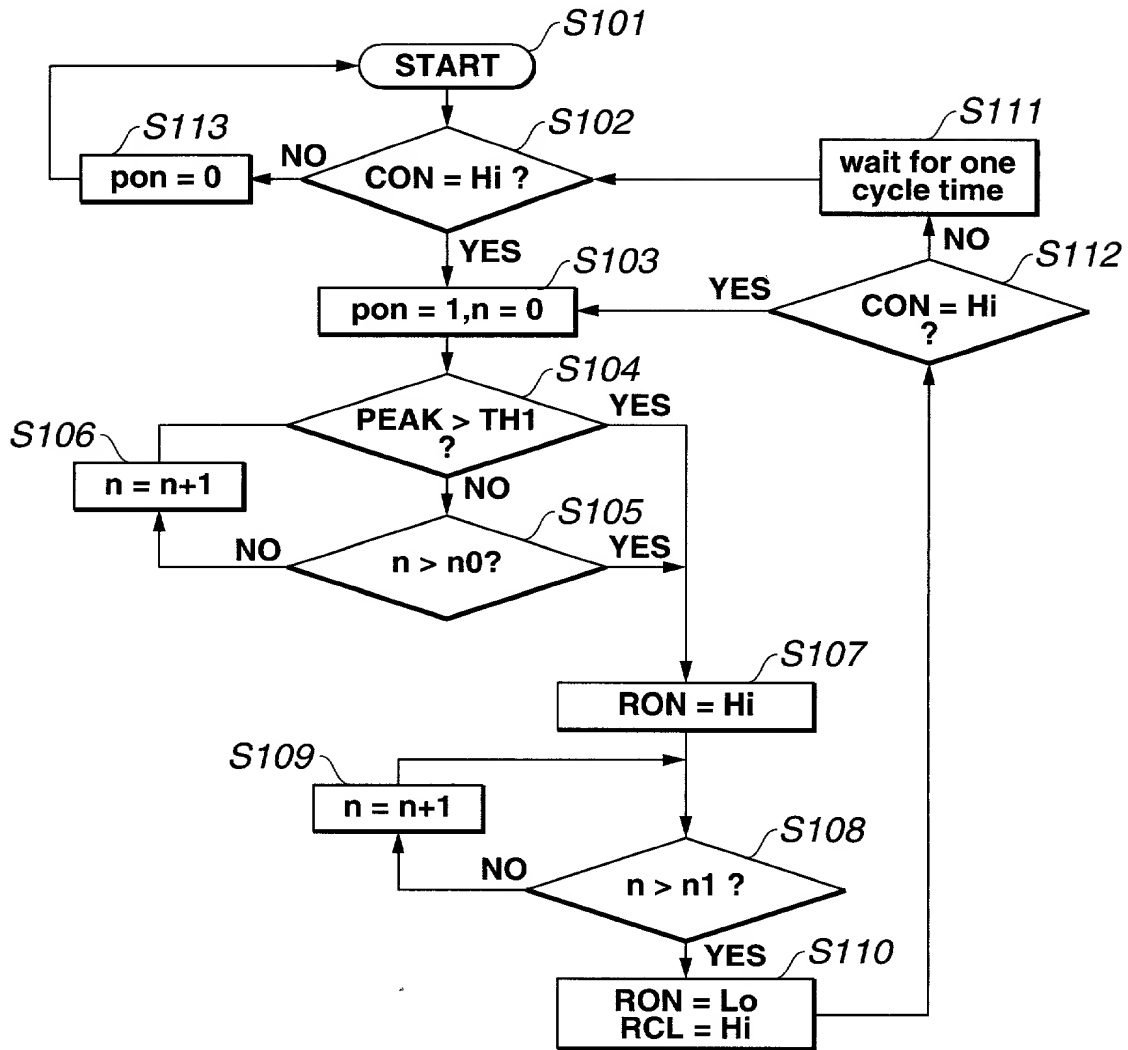 S101
START
S113
S102
S111
NO
pon = 0
CON = Hi ?
wait for one
cycle time
YES
S103
NO
S112
YES
pon = 1,n = 0
CON = Hi
?
S104
YES
PEAK > TH1
?
S106
n = n+1
NO
S105
NO
YES
n > n0?
S107
RON = Hi
S109
n = n+1
S108
NO
n > n1 ?
YES
S110
RON = Lo
RCL = Hi